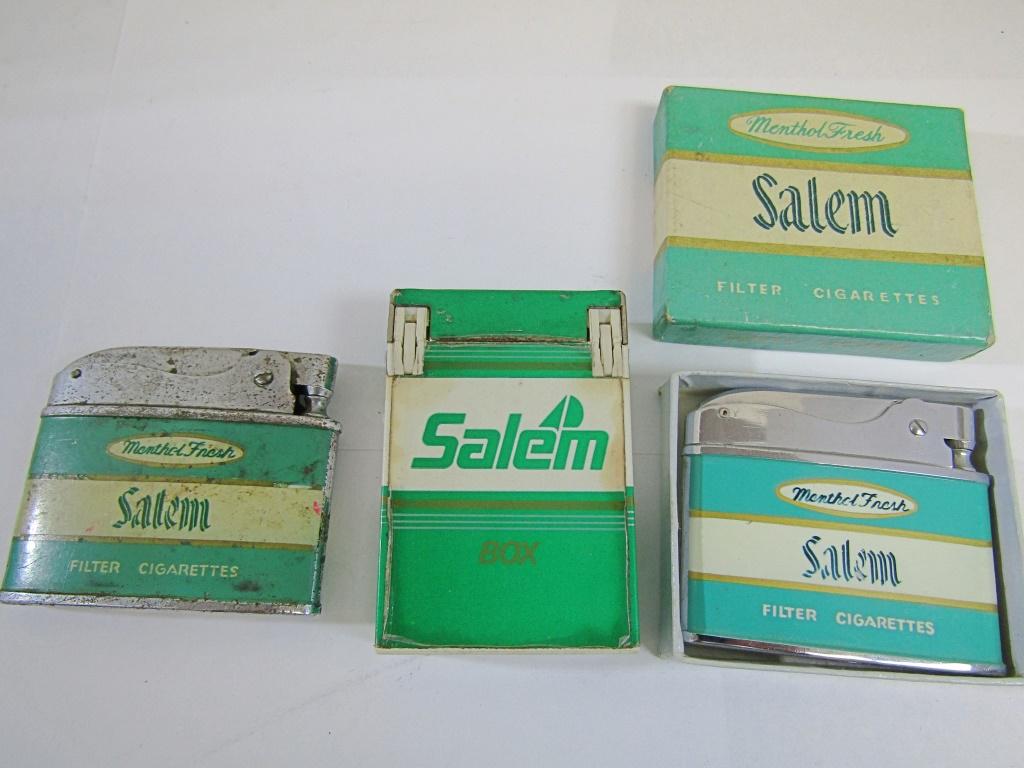 Menthol Fresh
Salem
FILTER CIGARETTES
Menthol Fresh
Salem
FILTER CIGARETTES
Salem
BOX
Menthol Fresh
Salem
FILTER CIGARETTES